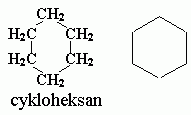 CH₂
H₂C CH₂
H₂C CH₂
CH₂
cykloheksan